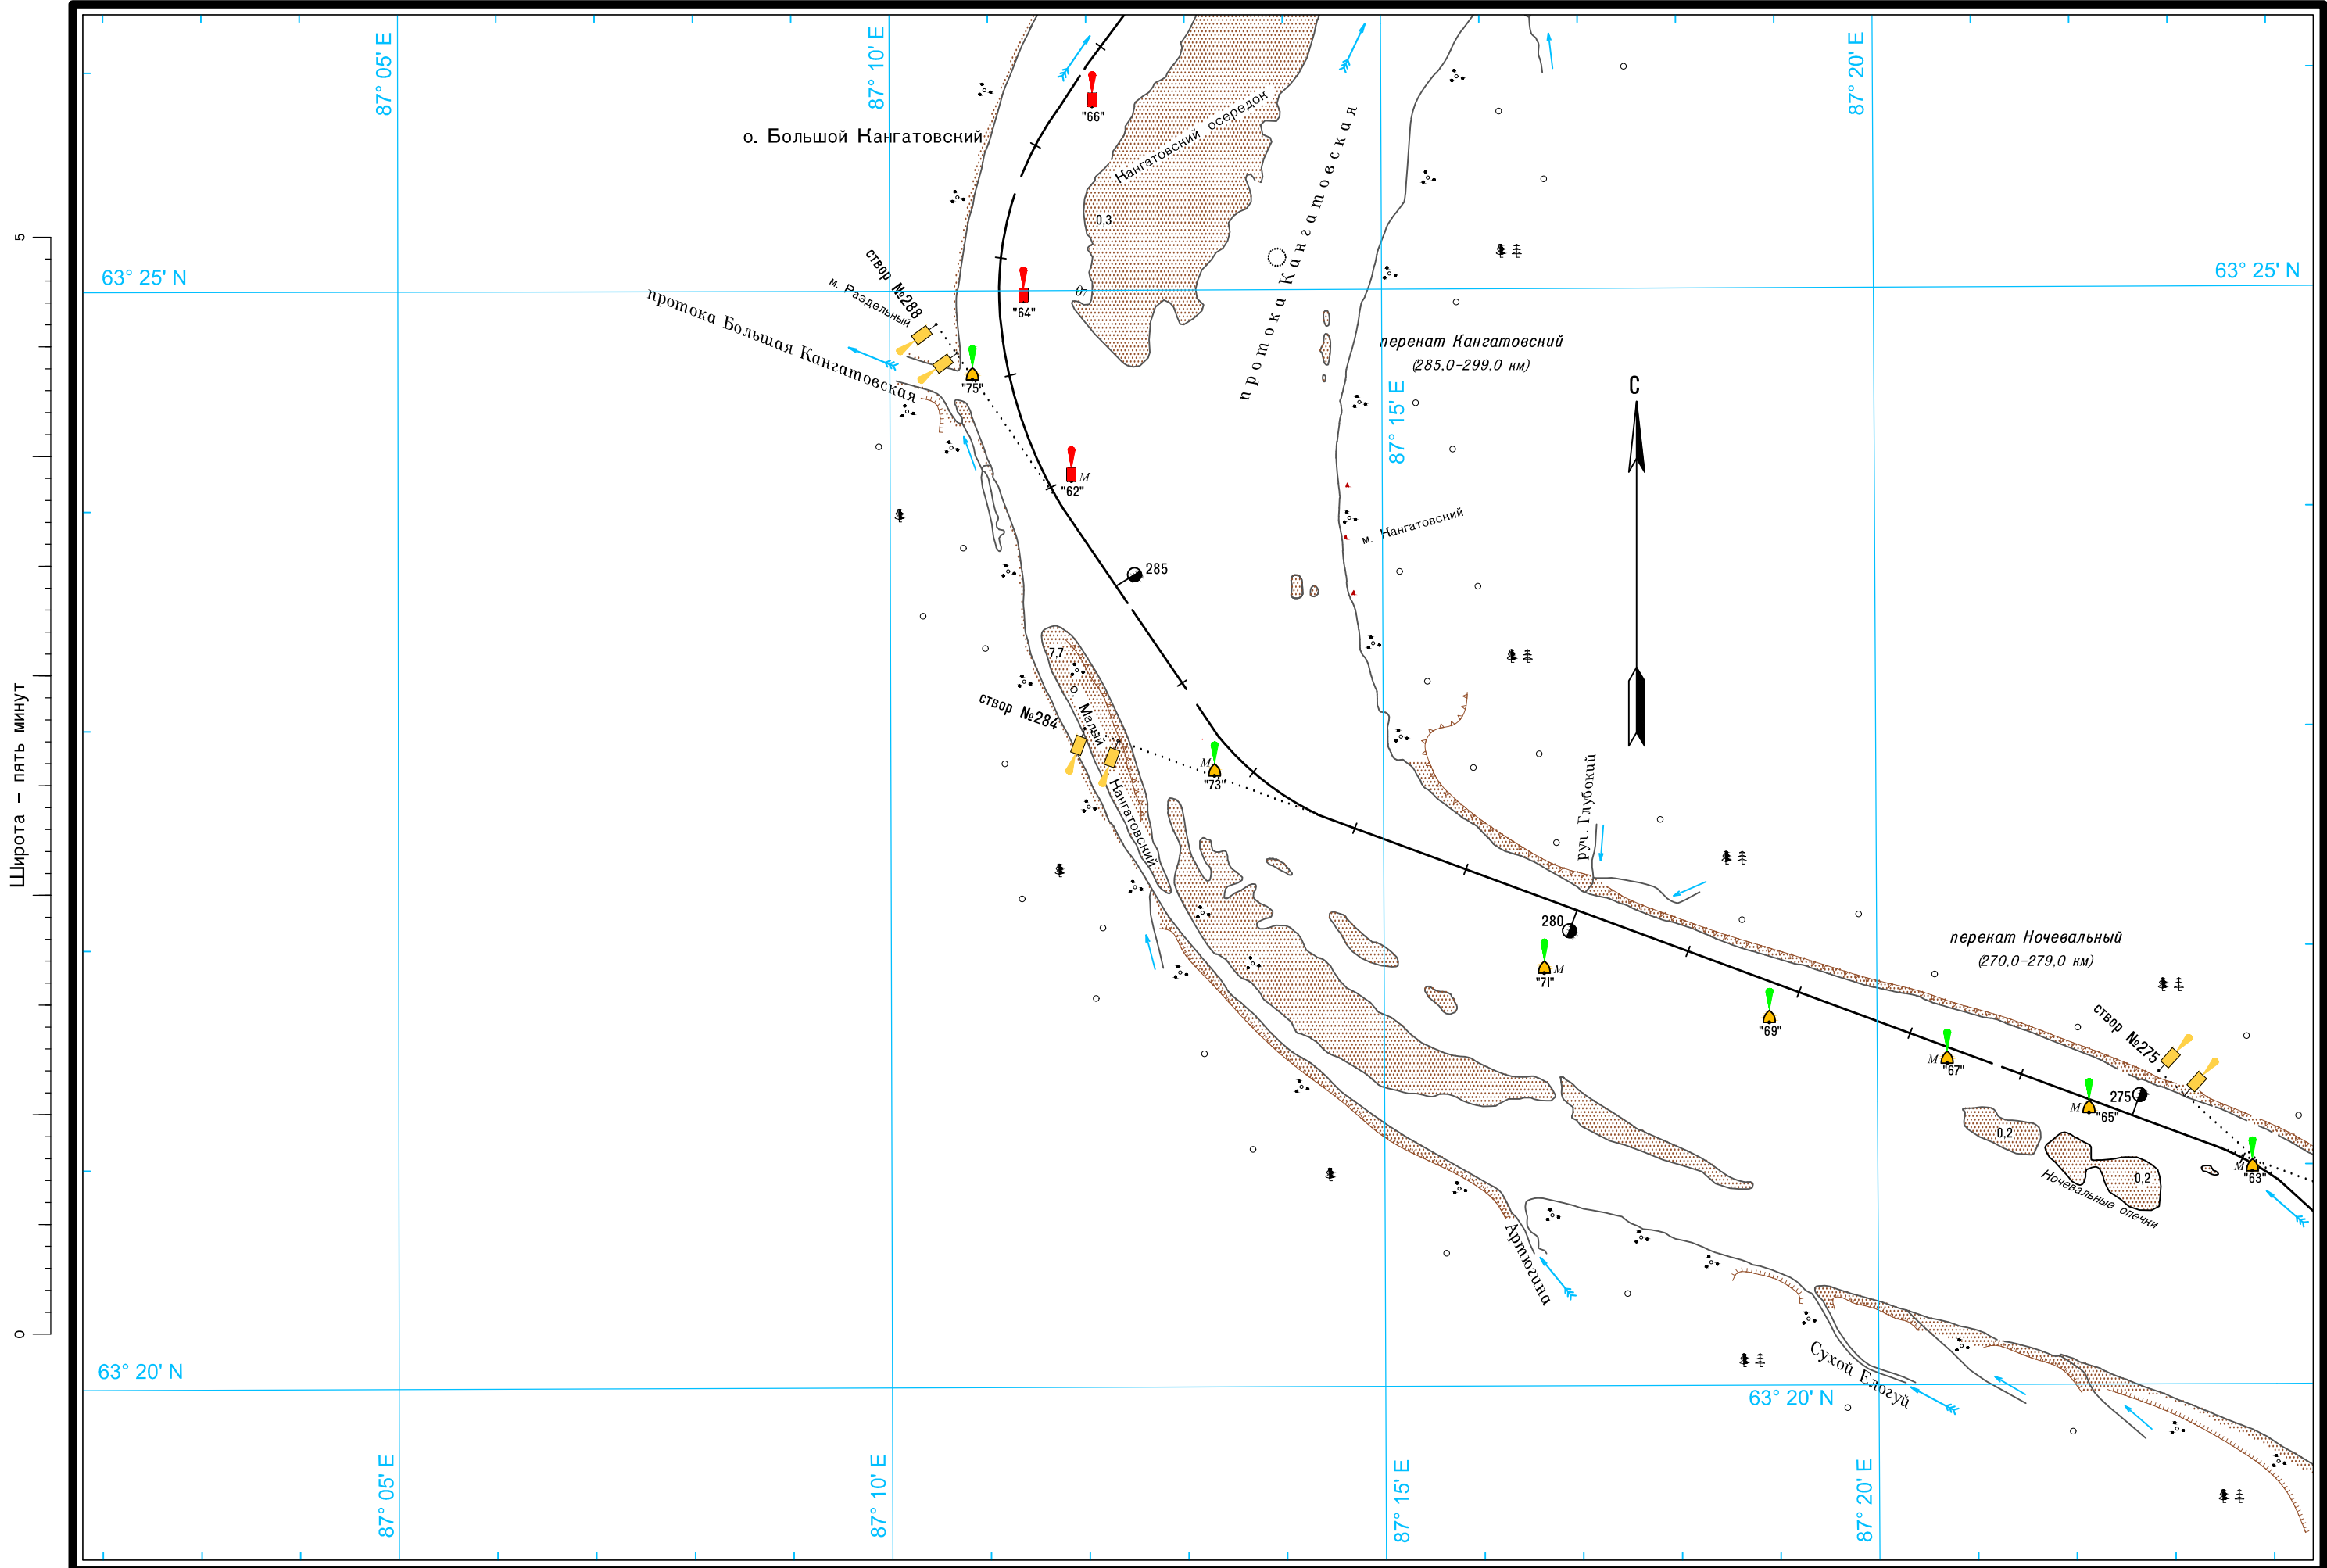 87° 05' E
87° 10' E
87° 20' E
"66"
о. Большой Кангатовский
Кангатовский осередок
протока Кангатовская
0,3
5
63° 25' N
63° 25' N
створ №288
м. Раздельный
протока Большая Кангатовская
"64"
"75"
перекат Кангатовский
(285,0-299,0 км)
С
87° 15' E
М
"62"
м. Кангатовский
285
7,7
створ №284
о. Малый Кангатовский
М
"73"
руч. Глубокий
Широта - пять минут
280
М
"71"
"69"
перекат Ночевальный
(270,0-279,0 км)
створ №275
М
"67"
275
М
"65"
0,2
0,2
М
"63"
Ночевальные опечки
Артюгина
0
63° 20' N
Сухой Елогуй
63° 20' N
87° 05' E
87° 10' E
87° 15' E
87° 20' E